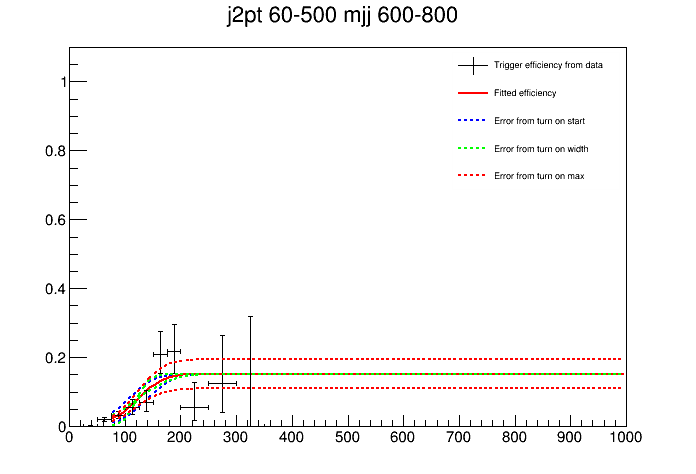 j2pt 60-500 mjj 600-800
Trigger efficiency from data
Fitted efficiency
Error from turn on start
Error from turn on width
Error from turn on max
1
0.8
0.6
0.4
0.2
0
0 100 200 300 400 500 600 700 800 900 1000